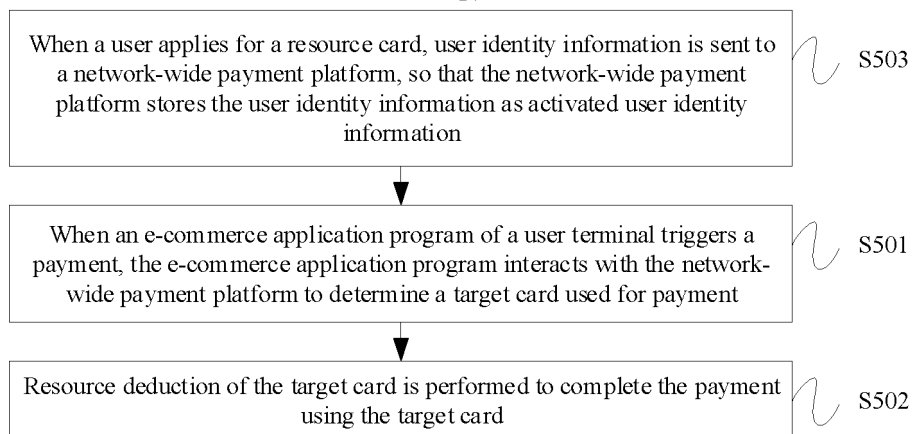 When a user applies for a resource card, user identity information is sent to
a network-wide payment platform, so that the network-wide payment
platform stores the user identity information as activated user identity
information
S503
When an e-commerce application program of a user terminal triggers a
payment, the e-commerce application program interacts with the network-
wide payment platform to determine a target card used for payment
S501
Resource deduction of the target card is performed to complete the payment
using the target card
S502